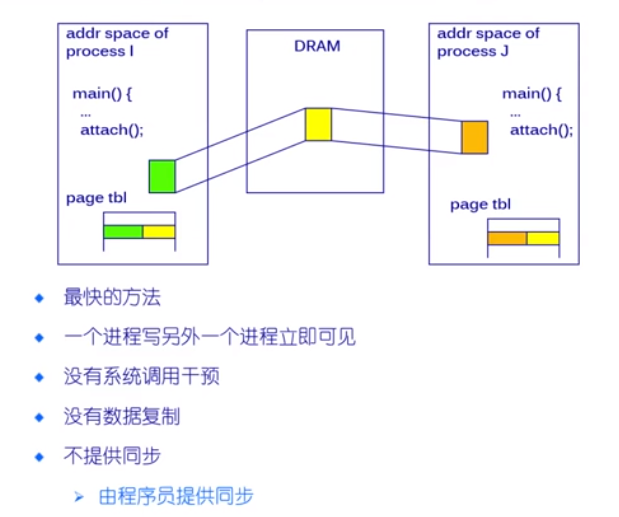 addr space of
process I
main() {
...
attach();
page tbl
DRAM
addr space of
process J
main() {
...
attach();
page tbl
最快的方法
一个进程写另外一个进程立即可见
没有系统调用干预
没有数据复制
不提供同步
由程序员提供同步